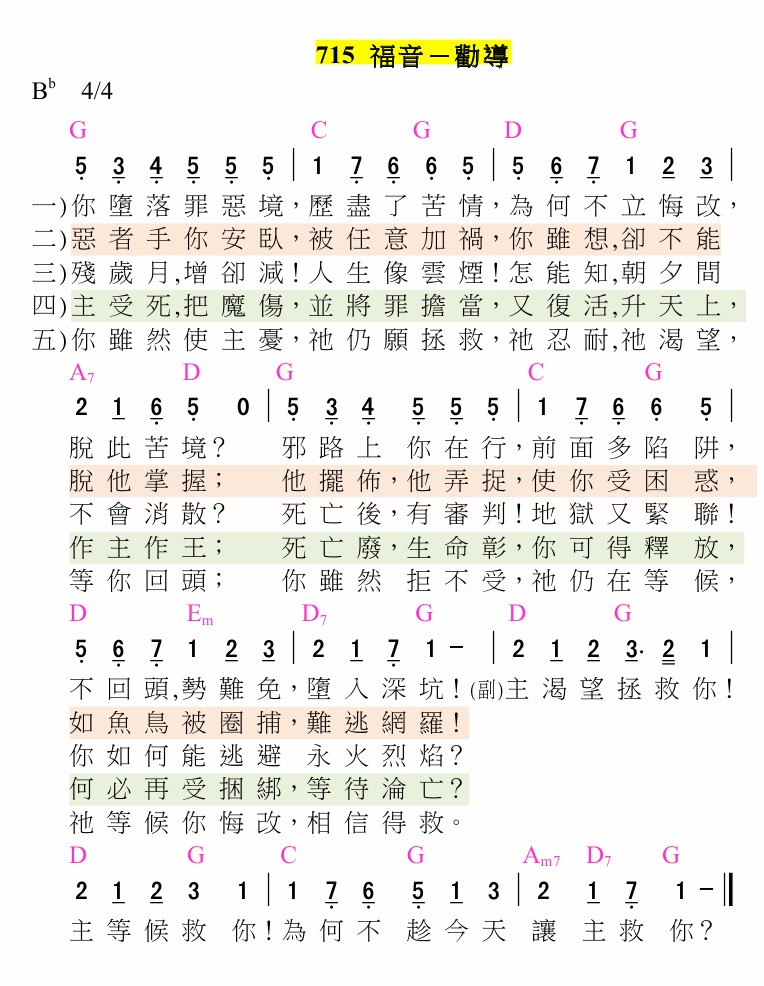 715 福音－勸導
Bb 4/4
G C G D G
5 3 4 5 5 5 | 1 7 6 6 5 | 5 6 7 1 2 3 |
一)你墮落罪惡境，歷盡了苦情，為何不立悔改，
二)惡者手你安臥，被任意加禍，你雖想,卻不能
三)殘歲月,增卻減！人生像雲煙！怎能知,朝夕間
四)主受死,把魔傷，並將罪擔當，又復活,升天上，
五)你雖然使主憂，祂仍願拯救，祂忍耐,祂渴望，
A7 D G C G
2 1 6 5 0 | 5 3 4 5 5 5 | 1 7 6 6 5 |
脫此苦境？ 邪路上 你在行，前面多陷阱，
脫他掌握； 他擺佈，他弄捉，使你受困惑，
不會消散？ 死亡後，有審判！地獄又緊聯！
作主作王； 死亡廢，生命彰，你可得釋放，
等你回頭； 你雖然 拒不受，祂仍在等候，
D Em D7 G D G
5 6 7 1 2 3 | 2 1 7 1 － | 2 1 2 3· 2 1 |
不回頭,勢難免，墮入深坑！(副)主渴望拯救你！
如魚鳥被圈捕，難逃網羅！
你如何能逃避 永火烈焰？
何必再受捆綁，等待淪亡？
祂等候你悔改，相信得救。
D G C G Am7 D7 G
2 1 2 3 1 | 1 7 6 5 1 3 | 2 1 7 1 － ||
主等候救你！為何不趁今天讓主救你？